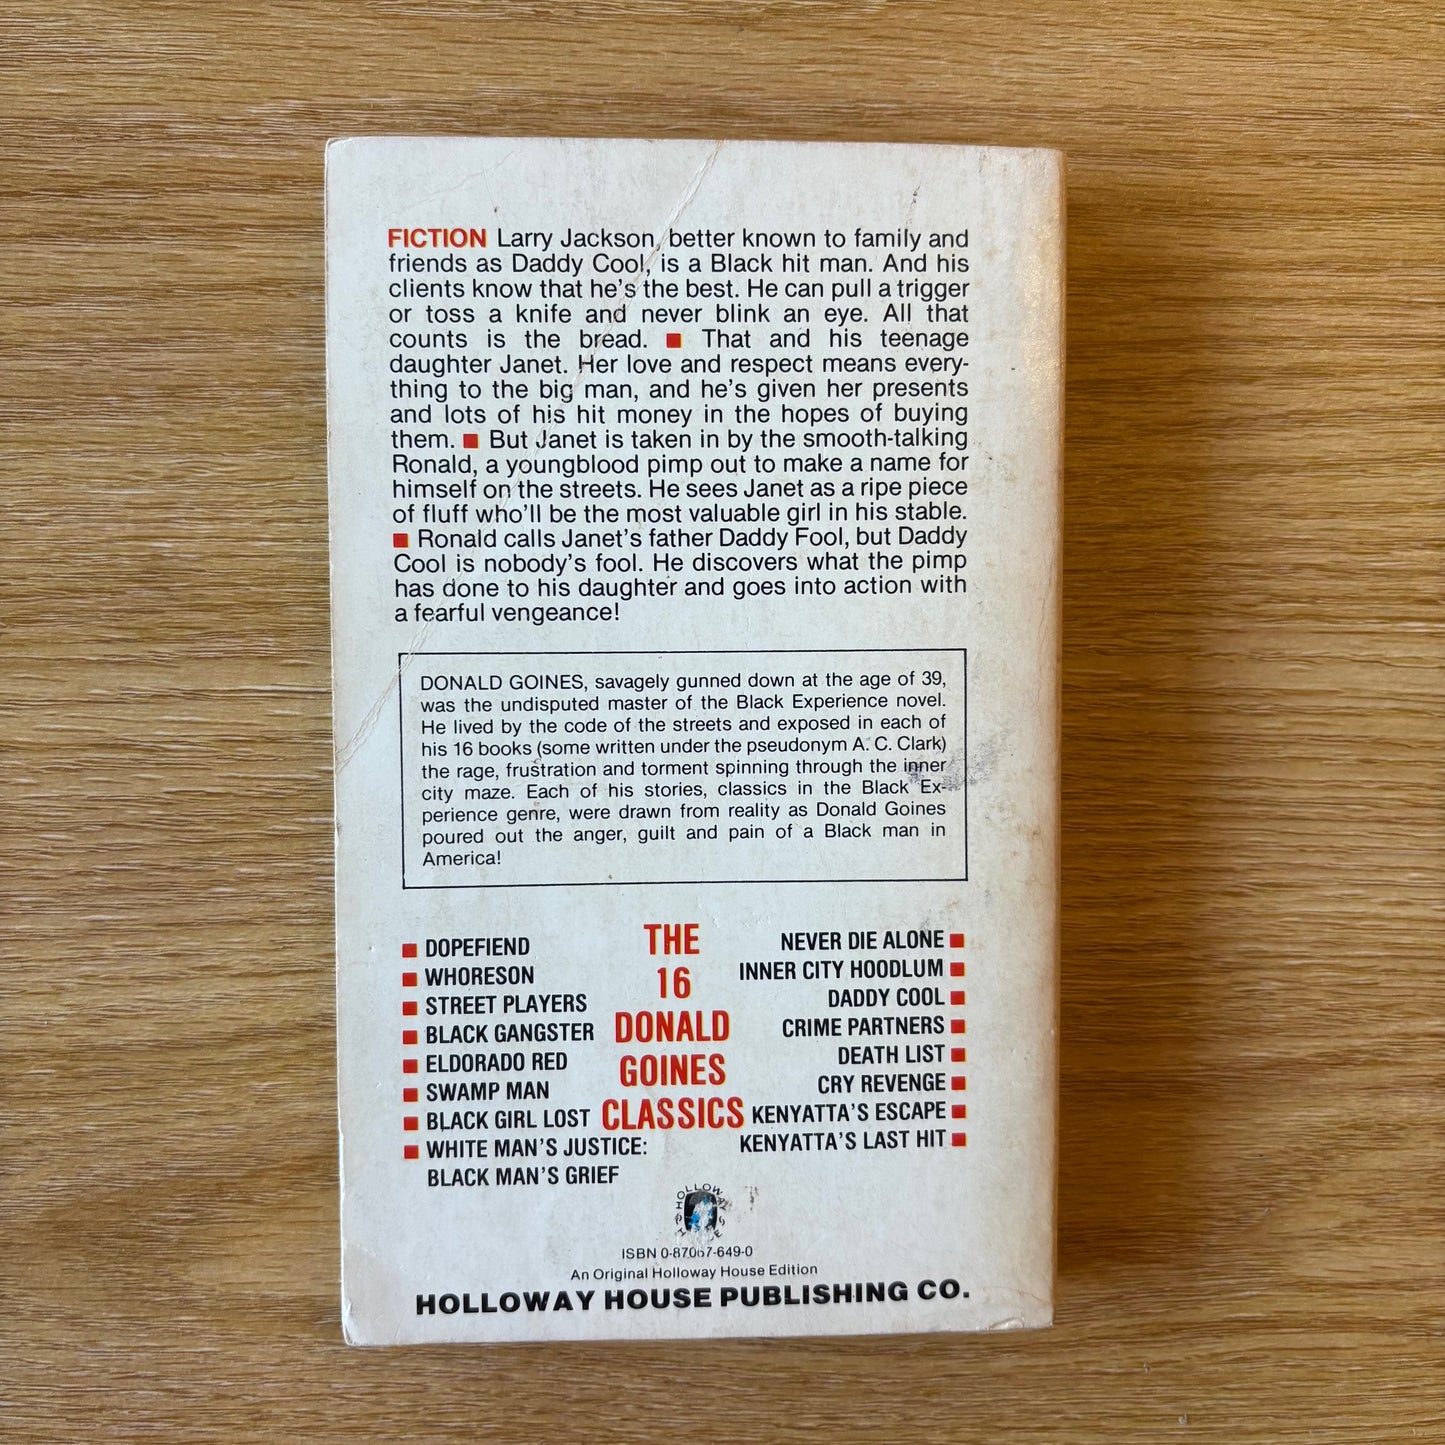 FICTION Larry Jackson, better known to family and
friends as Daddy Cool, is a Black hit man. And his
clients know that he's the best. He can pull a trigger
or toss a knife and never blink an eye. All that
counts is the bread. ■ That and his teenage
daughter Janet. Her love and respect means every-
thing to the big man, and he's given her presents
and lots of his hit money in the hopes of buying
them. ■ But Janet is taken in by the smooth-talking
Ronald, a youngblood pimp out to make a name for
himself on the streets. He sees Janet as a ripe piece
of fluff who'll be the most valuable girl in his stable.
■ Ronald calls Janet's father Daddy Fool, but Daddy
Cool is nobody's fool. He discovers what the pimp
has done to his daughter and goes into action with
a fearful vengeance!
DONALD GOINES, savagely gunned down at the age of 39,
was the undisputed master of the Black Experience novel.
He lived by the code of the streets and exposed in each of
his 16 books (some written under the pseudonym A. C. Clark)
the rage, frustration and torment spinning through the inner
city maze. Each of his stories, classics in the Black Ex-
perience genre, were drawn from reality as Donald Goines
poured out the anger, guilt and pain of a Black man in
America!
■ DOPEFIEND
■ WHORESON
■ STREET PLAYERS
■ BLACK GANGSTER
■ ELDORADO RED
■ SWAMP MAN
■ BLACK GIRL LOST
■ WHITE MAN'S JUSTICE:
BLACK MAN'S GRIEF
THE
16
DONALD
GOINES
CLASSICS
NEVER DIE ALONE ■
INNER CITY HOODLUM ■
DADDY COOL ■
CRIME PARTNERS ■
DEATH LIST ■
CRY REVENGE ■
KENYATTA'S ESCAPE ■
KENYATTA'S LAST HIT ■
HOLLOWAY
ISBN 0-87067-649-0
An Original Holloway House Edition
HOLLOWAY HOUSE PUBLISHING CO.